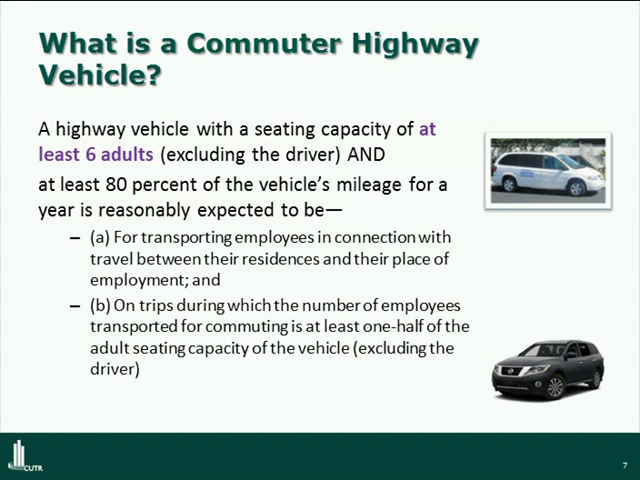 What is a Commuter Highway
Vehicle?
A highway vehicle with a seating capacity of at
least 6 adults (excluding the driver) AND
at least 80 percent of the vehicle's mileage for a
year is reasonably expected to be—
– (a) For transporting employees in connection with
travel between their residences and their place of
employment; and
– (b) On trips during which the number of employees
transported for commuting is at least one-half of the
adult seating capacity of the vehicle (excluding the
driver)
CUTR
7